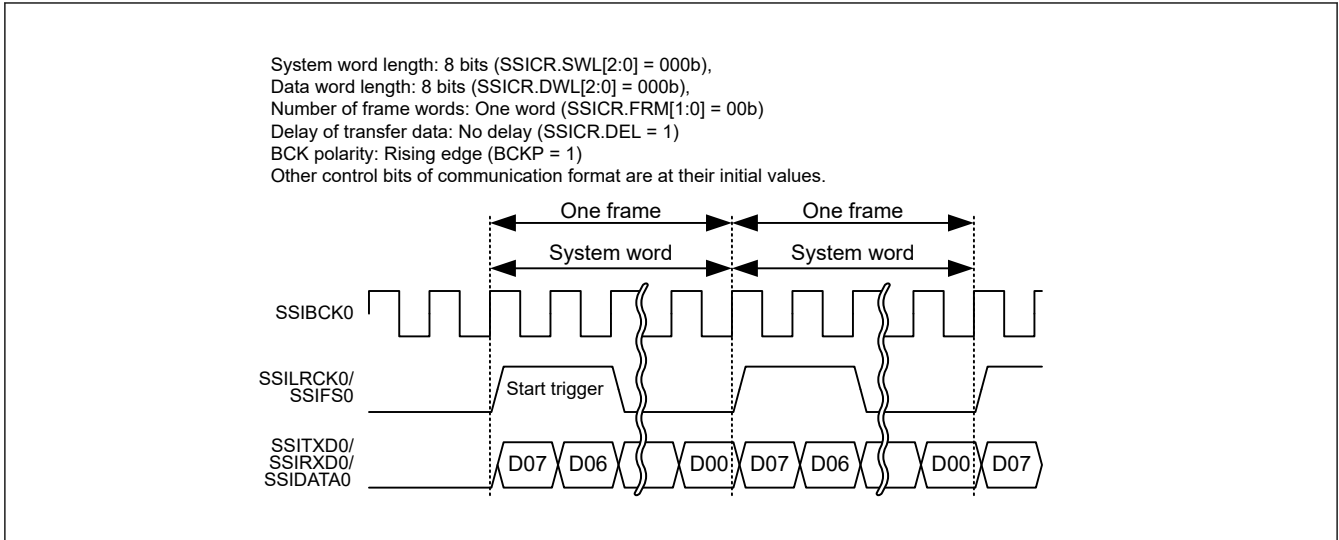 System word length: 8 bits (SSICR.SWL[2:0] = 000b),
Data word length: 8 bits (SSICR.DWL[2:0] = 000b),
Number of frame words: One word (SSICR.FRM[1:0] = 00b)
Delay of transfer data: No delay (SSICR.DEL = 1)
BCK polarity: Rising edge (BCKP = 1)
Other control bits of communication format are at their initial values.
One frame One frame
System word System word
SSIBCK0
SSILRCK0/
SSIFS0
Start trigger
SSITXD0/
SSIRXD0/
SSIDATA0
D07 D06 D00 D07 D06 D00 D07